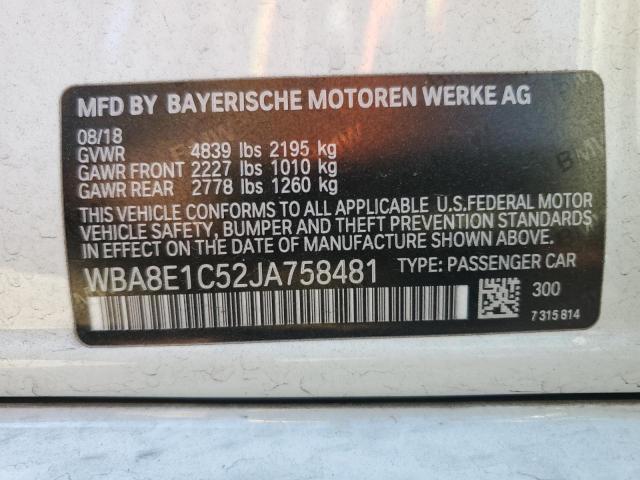 MFD BY BAYERISCHE MOTOREN WERKE AG
08/18
GVWR 4839 lbs 2195 kg
GAWR FRONT 2227 lbs 1010 kg
GAWR REAR 2778 lbs 1260 kg
THIS VEHICLE CONFORMS TO ALL APPLICABLE U.S.FEDERAL MOTOR
VEHICLE SAFETY, BUMPER AND THEFT PREVENTION STANDARDS
IN EFFECT ON THE DATE OF MANUFACTURE SHOWN ABOVE.
WBA8E1C52JA758481 TYPE: PASSENGER CAR
300
7 315 814
BMW
BMW